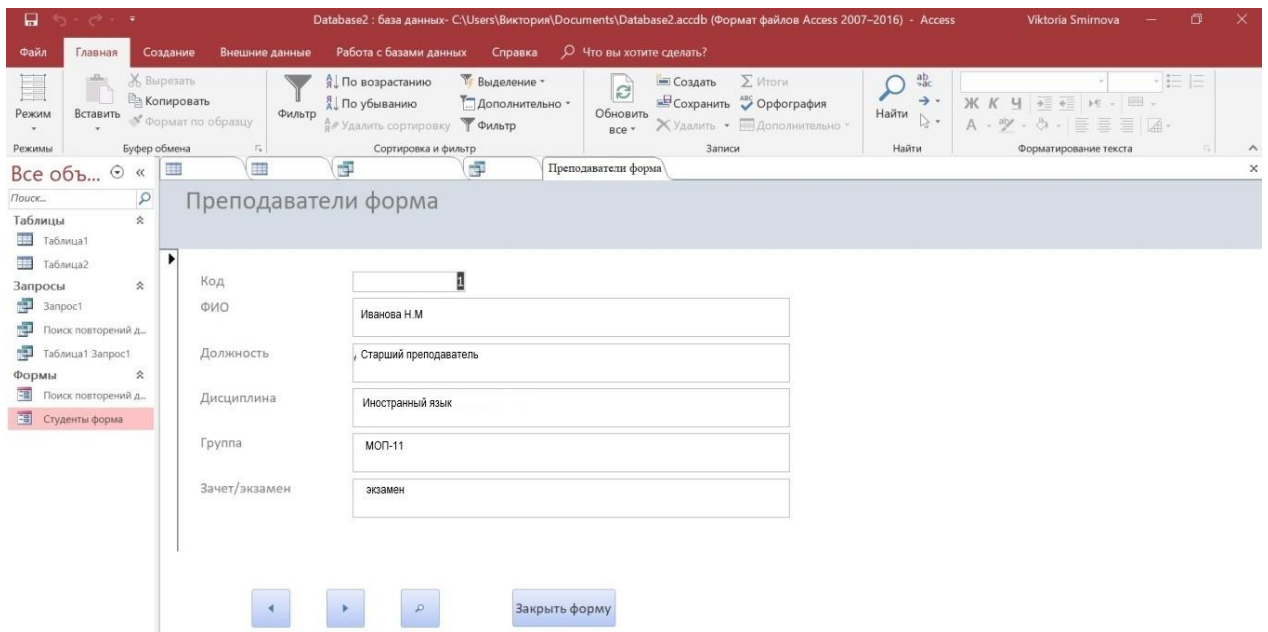 Database2 : база данных- C:\Users\Виктория\Documents\Database2.accdb (Формат файлов Access 2007–2016) - Access
Viktoria Smirnova
Файл Главная Создание Внешние данные Работа с базами данных Справка Что вы хотите сделать?
Режим
Режимы
Вставить
Вырезать
Копировать
Формат по образцу
Буфер обмена
Фильтр
По возрастанию
По убыванию
Удалить сортировку
Выделение
Дополнительно
Фильтр
Сортировка и фильтр
Обновить
все
Создать
Сохранить
Удалить
Итоги
Орфография
Дополнительно
Записи
Найти
Найти
Ж К Ч
Форматирование текста
Все объ...
Поиск...
Таблицы
Таблица1
Таблица2
Запросы
Запрос1
Поиск повторений д...
Таблица1 Запрос1
Формы
Поиск повторений д...
Студенты форма
Преподаватели форма
Преподаватели форма
Код 1
ФИО Иванова Н.М
Должность , Старший преподаватель
Дисциплина Иностранный язык
Группа МОП-11
Зачет/экзамен экзамен
Закрыть форму